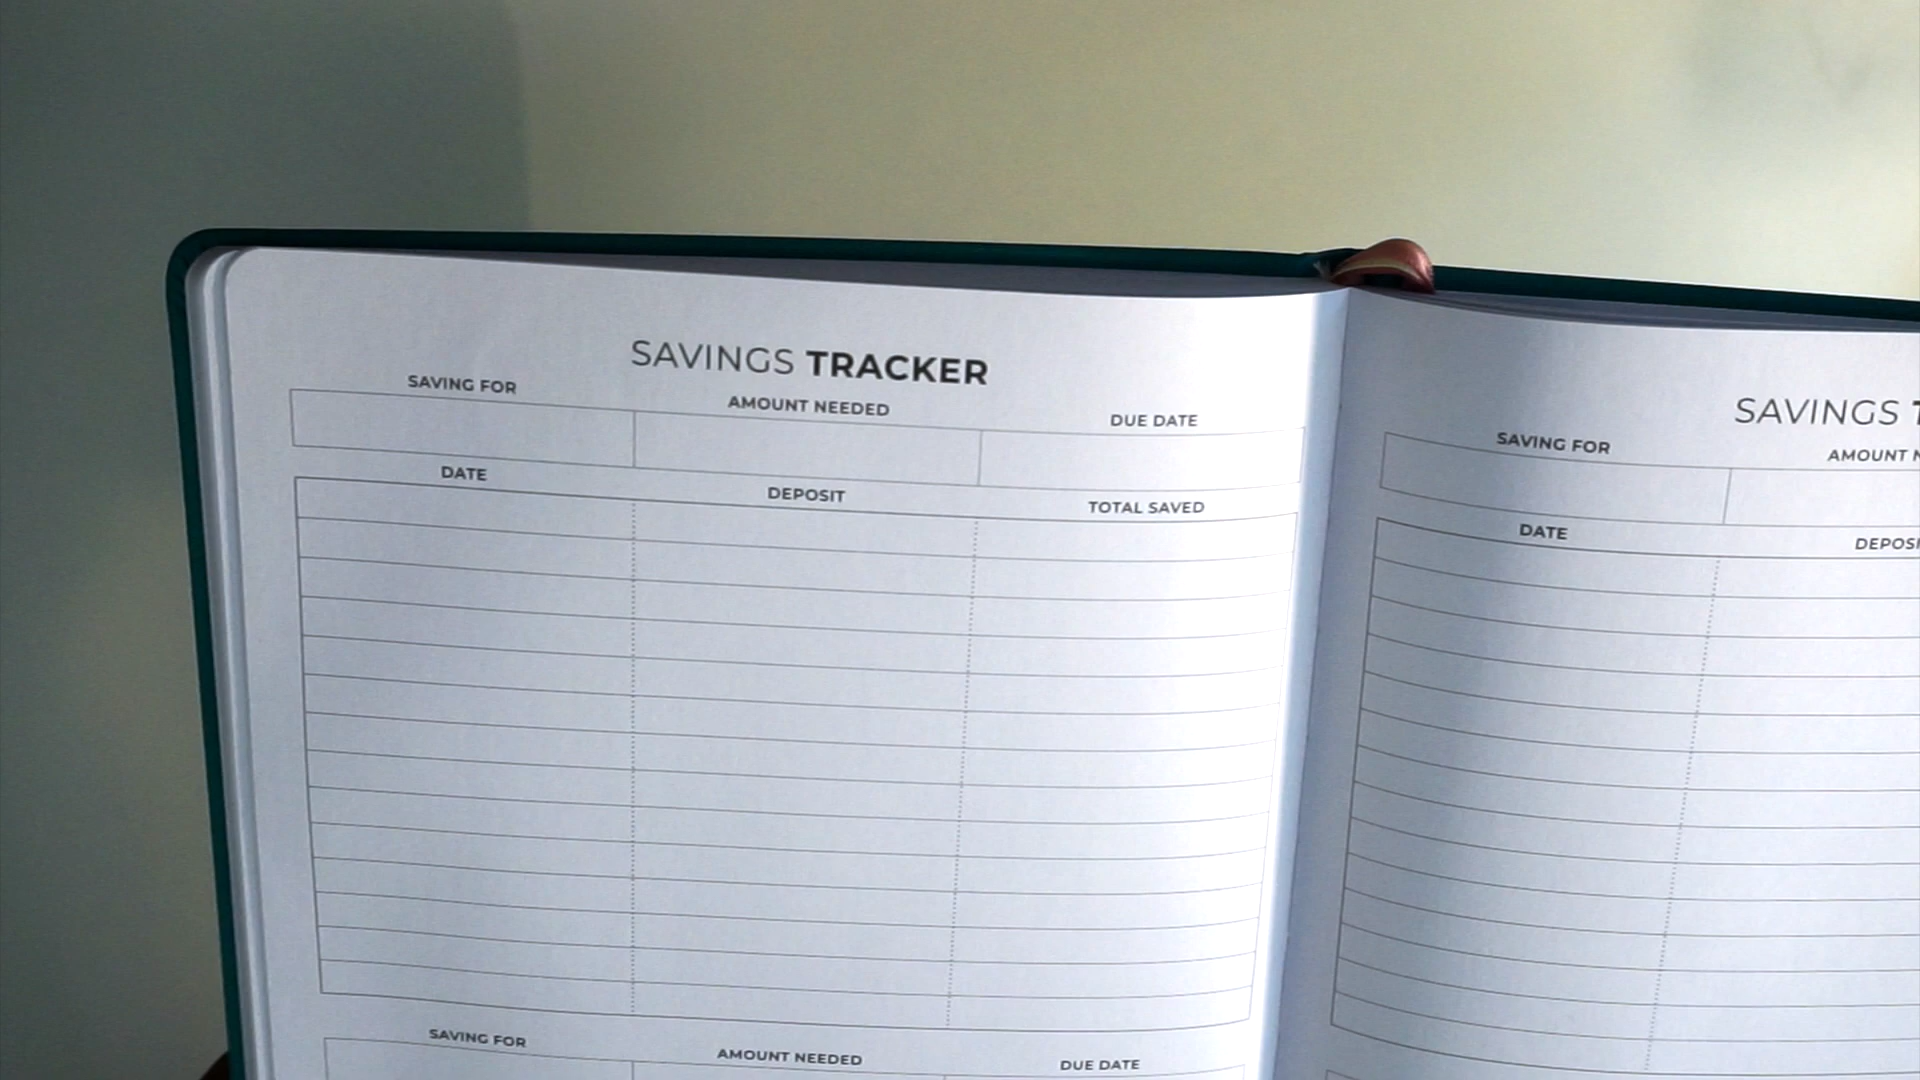 SAVINGS TRACKER
SAVING FOR AMOUNT NEEDED DUE DATE
DATE DEPOSIT TOTAL SAVED
SAVING FOR AMOUNT NEEDED DUE DATE
SAVINGS
SAVING FOR AMOUNT
DATE